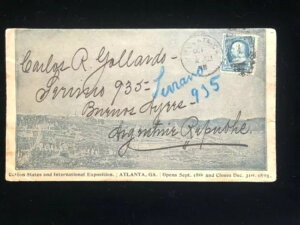 Carlos R. Gollardo-
Serrano 935- Serrano
Buenos Ayres- 935
Argentine Republic.
Cotton States and International Exposition, ATLANTA, GA. Opens Sept. 18th and Closes Dec. 31st, 1895.